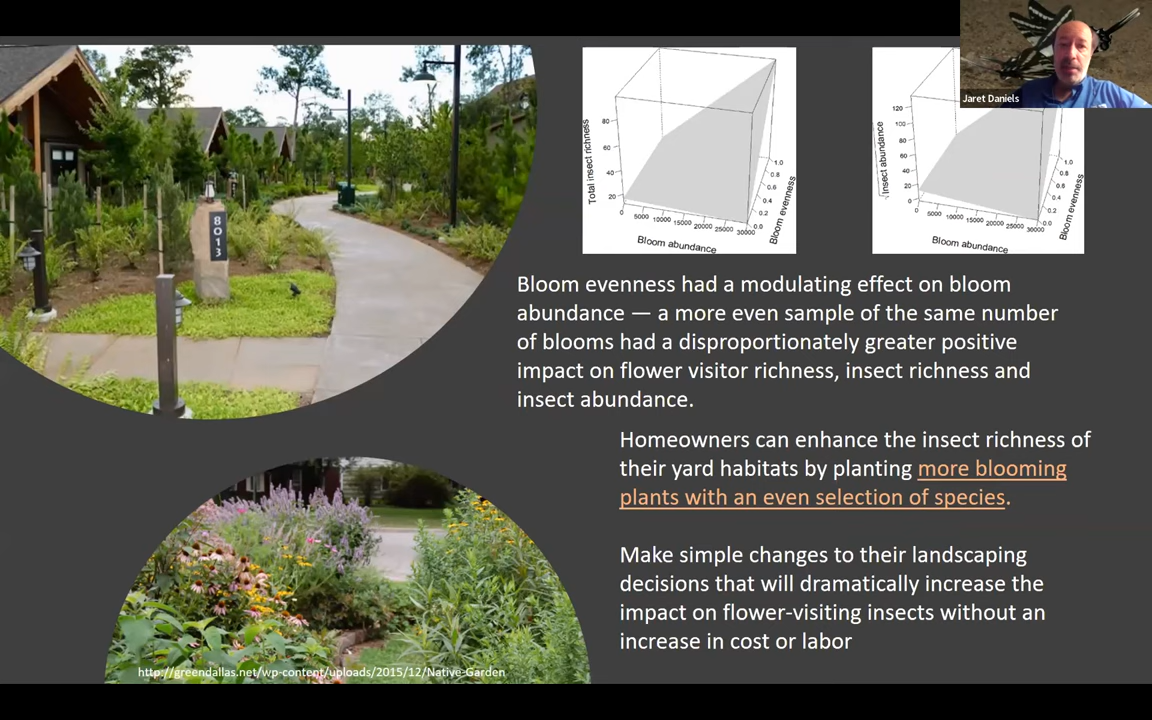 Jaret Daniels
8013
Total insect richness
80
60
40
20
0
5000
10000
15000
20000
25000
30000
Bloom abundance
0.0
0.2
0.4
0.6
0.8
1.0
Bloom evenness
Insect abundance
120
100
80
60
40
20
0
0
5000
10000
15000
20000
25000
30000
Bloom abundance
0.0
0.2
0.4
0.6
0.8
1.0
Bloom evenness
Bloom evenness had a modulating effect on bloom
abundance — a more even sample of the same number
of blooms had a disproportionately greater positive
impact on flower visitor richness, insect richness and
insect abundance.
Homeowners can enhance the insect richness of
their yard habitats by planting more blooming
plants with an even selection of species.
Make simple changes to their landscaping
decisions that will dramatically increase the
impact on flower-visiting insects without an
increase in cost or labor
http://greendallas.net/wp-content/uploads/2015/12/Native-Garden